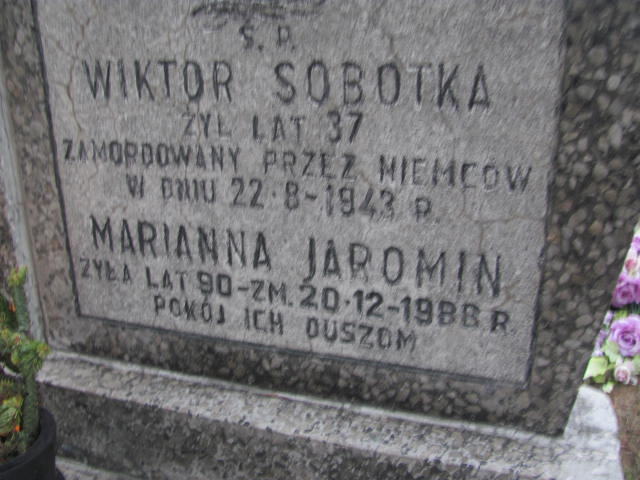 Ś. P.
WIKTOR SOBOTKA
ŻYŁ LAT 37
ZAMORDOWANY PRZEZ NIEMCÓW
W DNIU 22·8-1943 R.
MARIANNA JAROMIN
ŻYŁA LAT 90-ZM. 20·12-1988 R
POKÓJ ICH DUSZOM